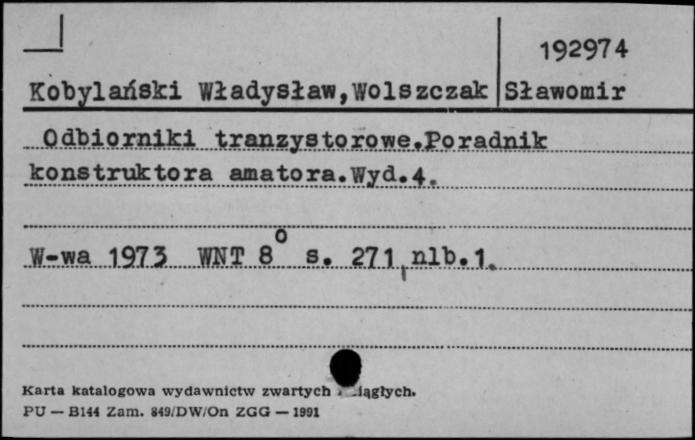 192974
Kobylański Władysław,Wolszczak Sławomir
Odbiorniki tranzystorowe.Poradnik
konstruktora amatora.Wyd.4.
W-wa 1973 WNT 8° s. 271,nlb.1.
Karta katalogowa wydawnictw zwartych
PU — B144 Zam. 849/DW/On ZGG — 1991